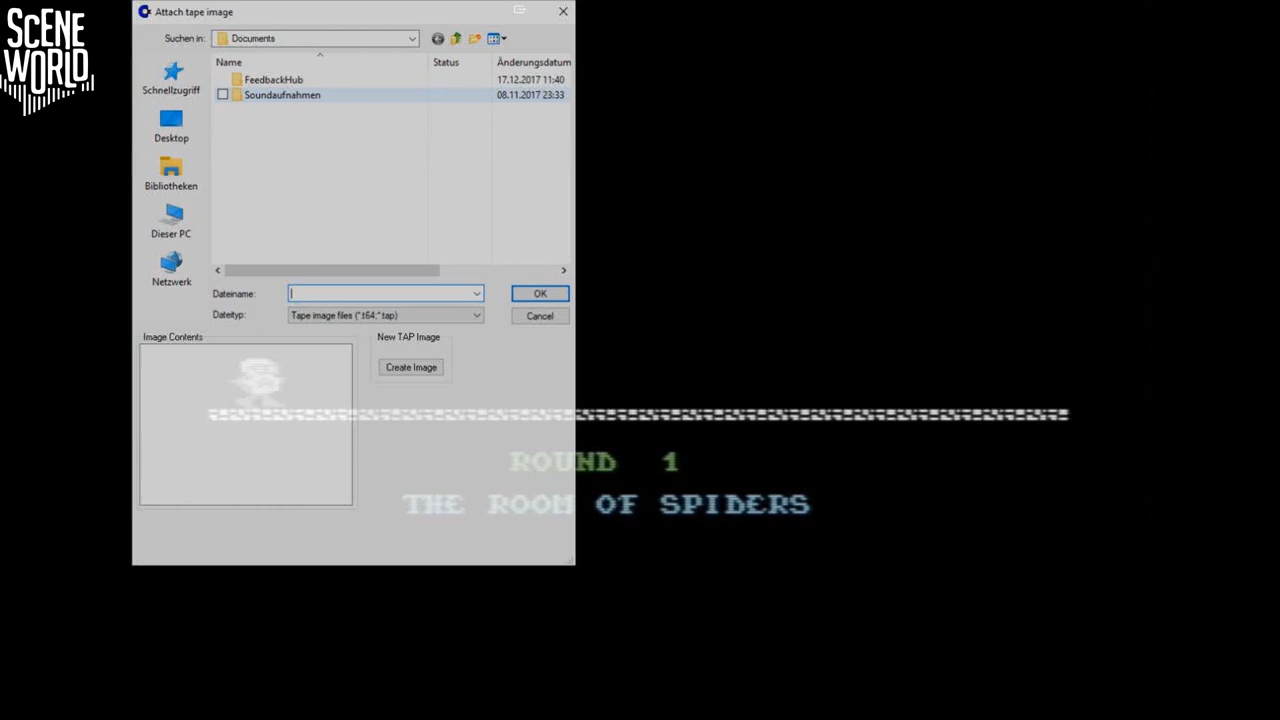 SCENE
WORLD
Attach tape image
Suchen in:
Documents
Name
Status
Änderungsdatum
FeedbackHub
17.12.2017 11:40
Soundaufnahmen
08.11.2017 23:33
Schnellzugriff
Desktop
Bibliotheken
Dieser PC
Netzwerk
Dateiname:
OK
Dateityp:
Tape image files (*.t64;*.tap)
Cancel
Image Contents
New TAP Image
Create Image
ROUND 1
THE ROOM OF SPIDERS